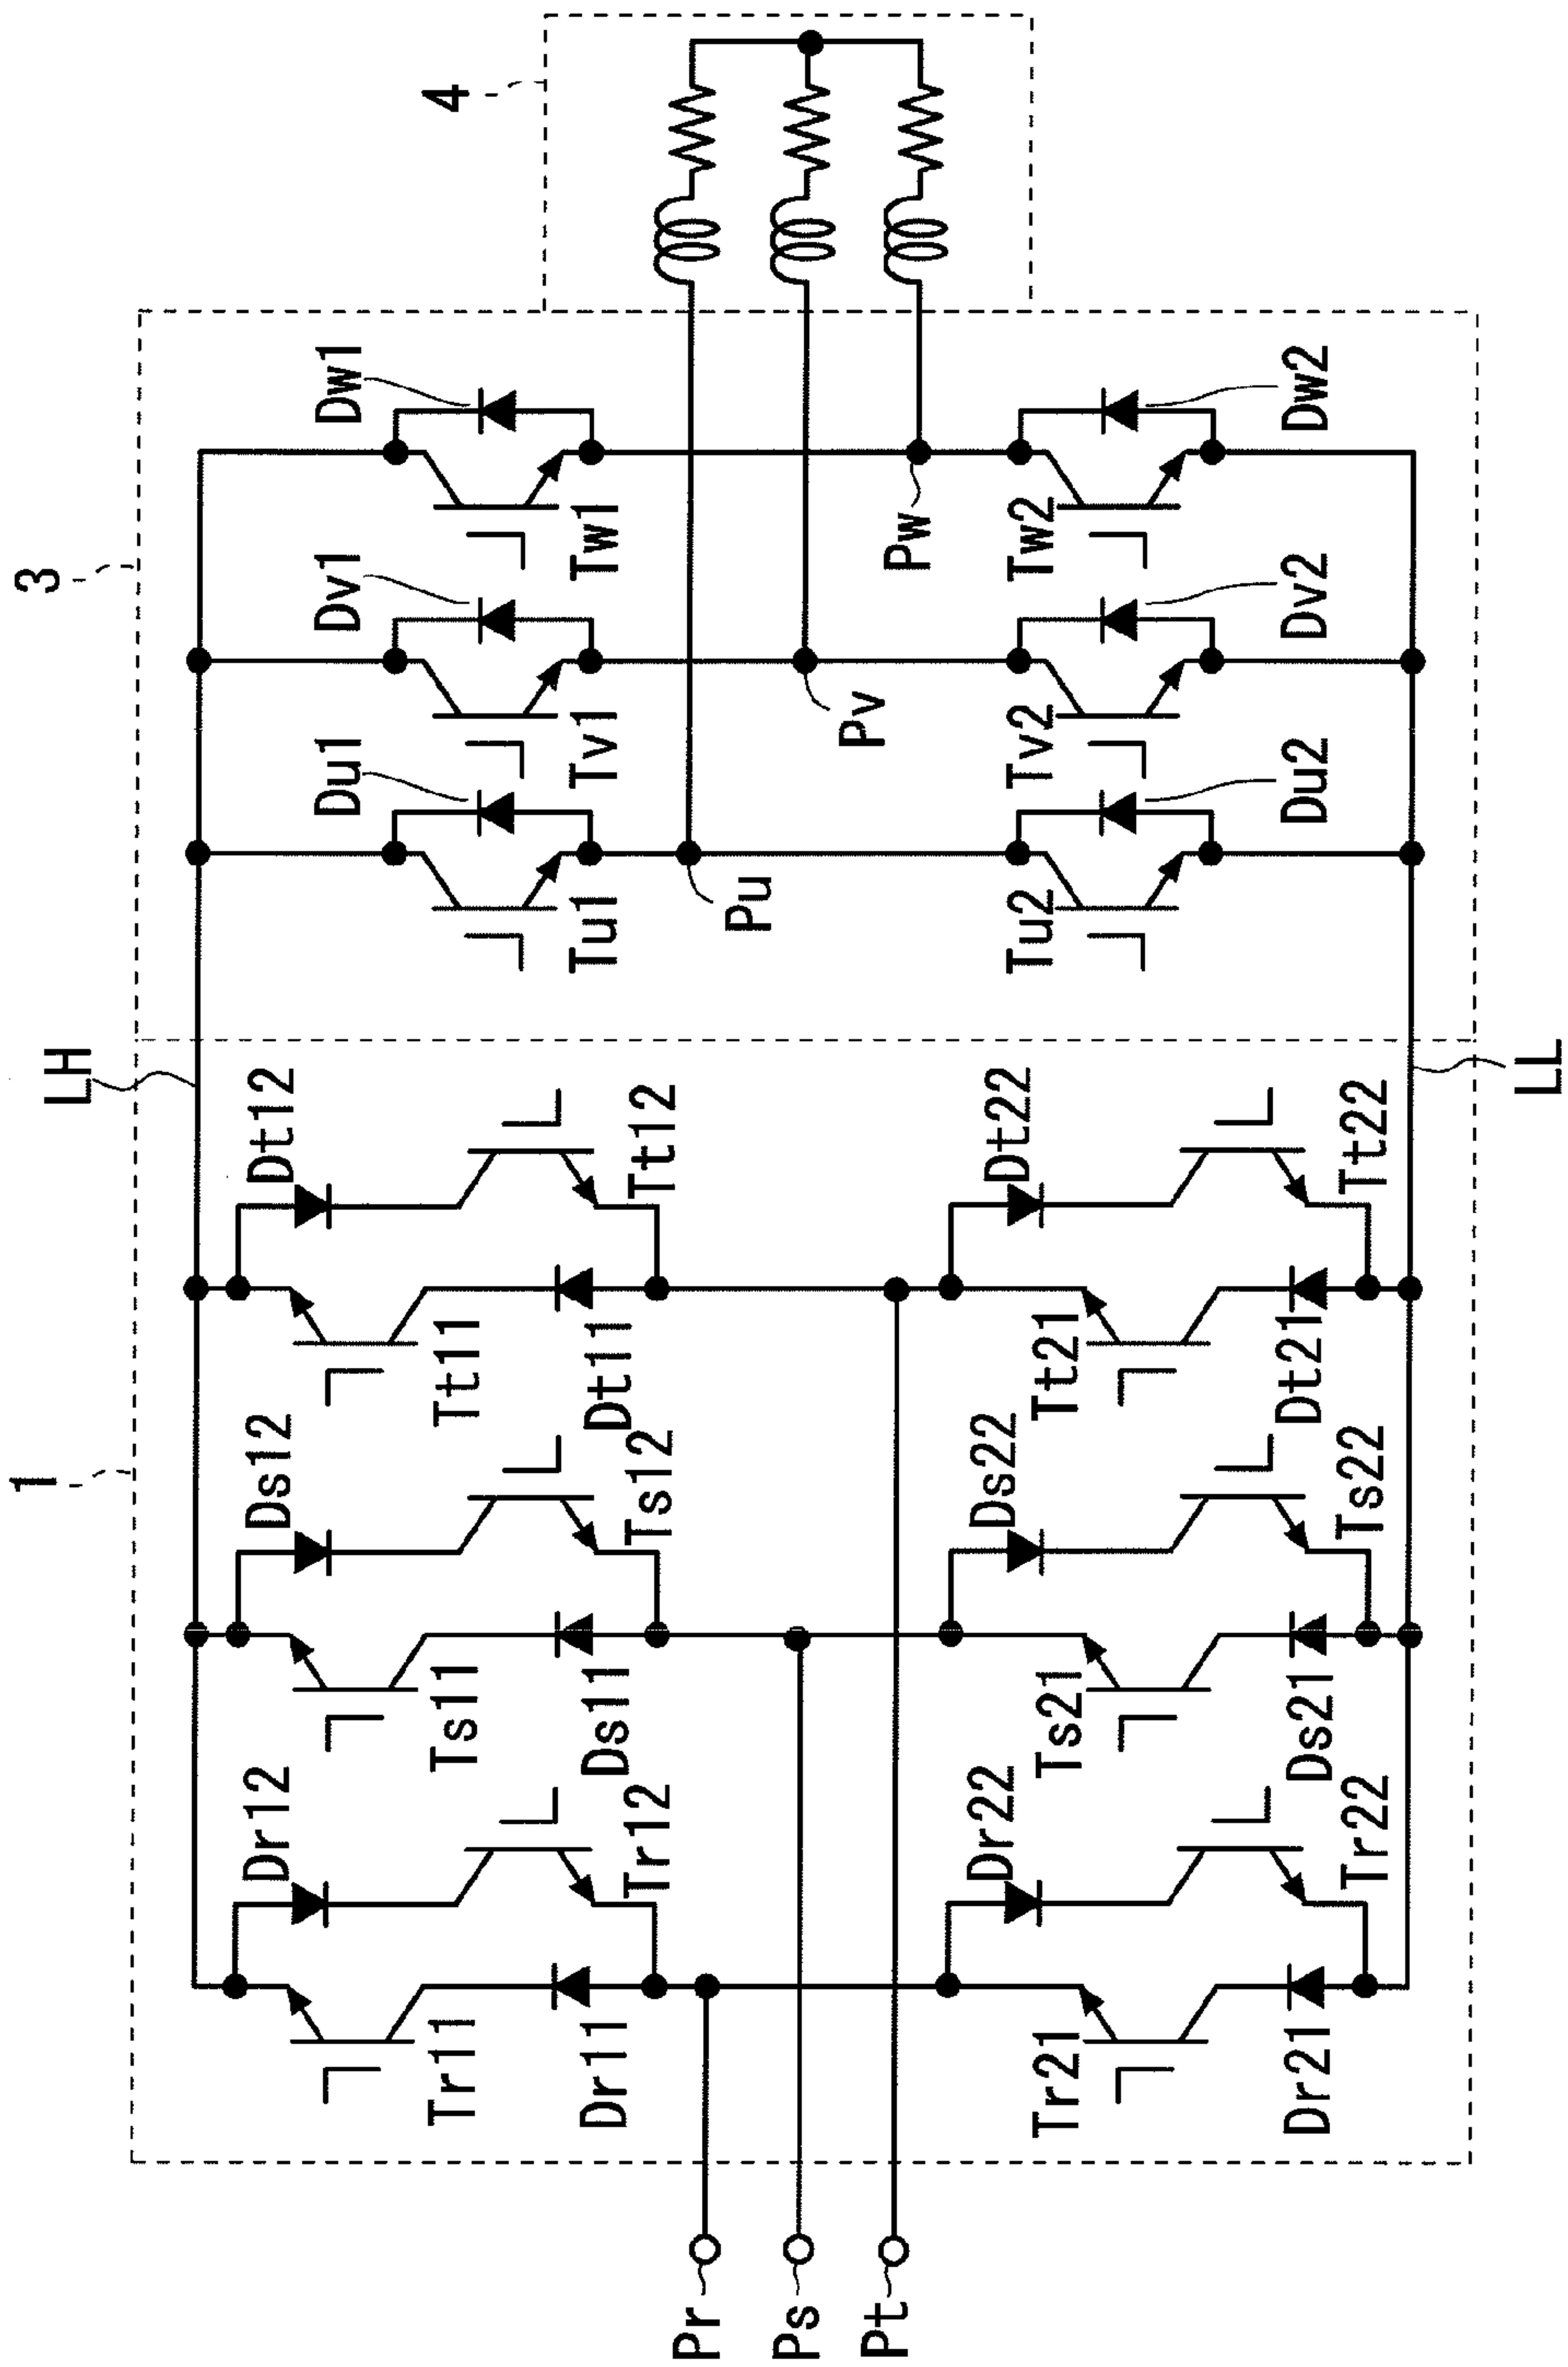 1
3
4
LH
Dr12
Ds12
Dt12
Du1
Dv1
Dw1
Tr11
Ts11
Tt11
Dr11
Tr12
Ds11
Ts12
Dt11
Tt12
Tu1
Tv1
Tw1
Pr
Ps
Pt
Pu
Pv
Pw
Dr22
Ds22
Dt22
Tr21
Ts21
Tt21
Tu2
Tv2
Tw2
Dr21
Tr22
Ds21
Ts22
Dt21
Tt22
Du2
Dv2
Dw2
LL